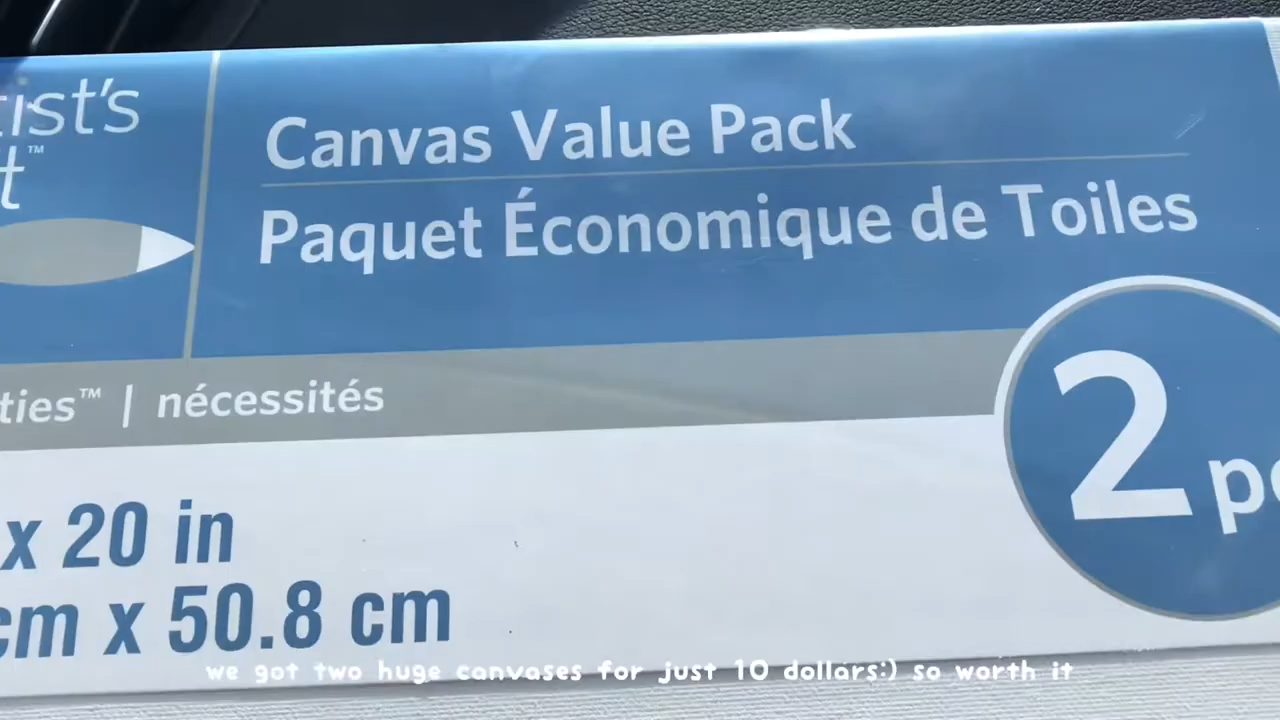 Canvas Value Pack
Paquet Économique de Toiles
| nécessités
2
x 20 in
cm x 50.8 cm
we got two huge canvases for just 10 dollars:) so worth it